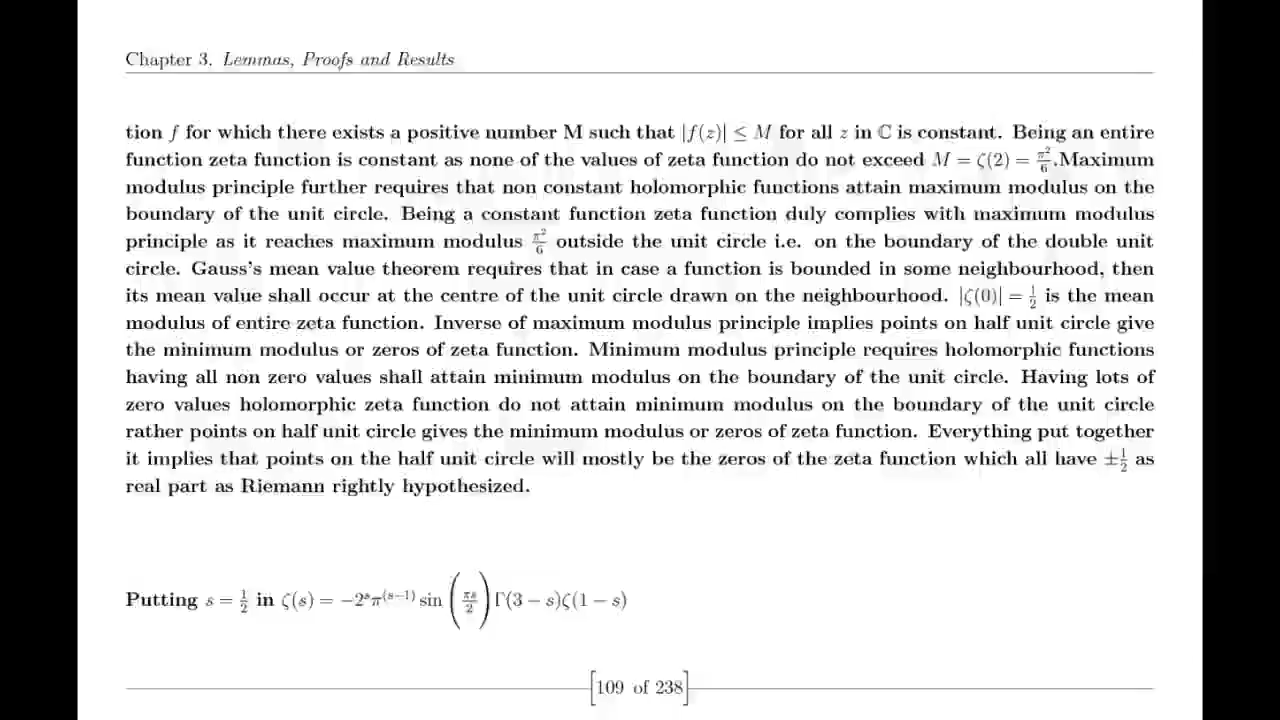 Chapter 3. Lemmas, Proofs and Results
tion f for which there exists a positive number M such that |f(z)| ≤ M for all z in ℂ is constant. Being an entire
function zeta function is constant as none of the values of zeta function do not exceed M = ζ(2) = π²/6.Maximum
modulus principle further requires that non constant holomorphic functions attain maximum modulus on the
boundary of the unit circle. Being a constant function zeta function duly complies with maximum modulus
principle as it reaches maximum modulus π²/6 outside the unit circle i.e. on the boundary of the double unit
circle. Gauss's mean value theorem requires that in case a function is bounded in some neighbourhood, then
its mean value shall occur at the centre of the unit circle drawn on the neighbourhood. |ζ(0)| = 1/2 is the mean
modulus of entire zeta function. Inverse of maximum modulus principle implies points on half unit circle give
the minimum modulus or zeros of zeta function. Minimum modulus principle requires holomorphic functions
having all non zero values shall attain minimum modulus on the boundary of the unit circle. Having lots of
zero values holomorphic zeta function do not attain minimum modulus on the boundary of the unit circle
rather points on half unit circle gives the minimum modulus or zeros of zeta function. Everything put together
it implies that points on the half unit circle will mostly be the zeros of the zeta function which all have ±1/2 as
real part as Riemann rightly hypothesized.
Putting s = 1/2 in ζ(s) = −2^s π^(s−1) sin(πs/2) Γ(3 − s)ζ(1 − s)
[109 of 238]